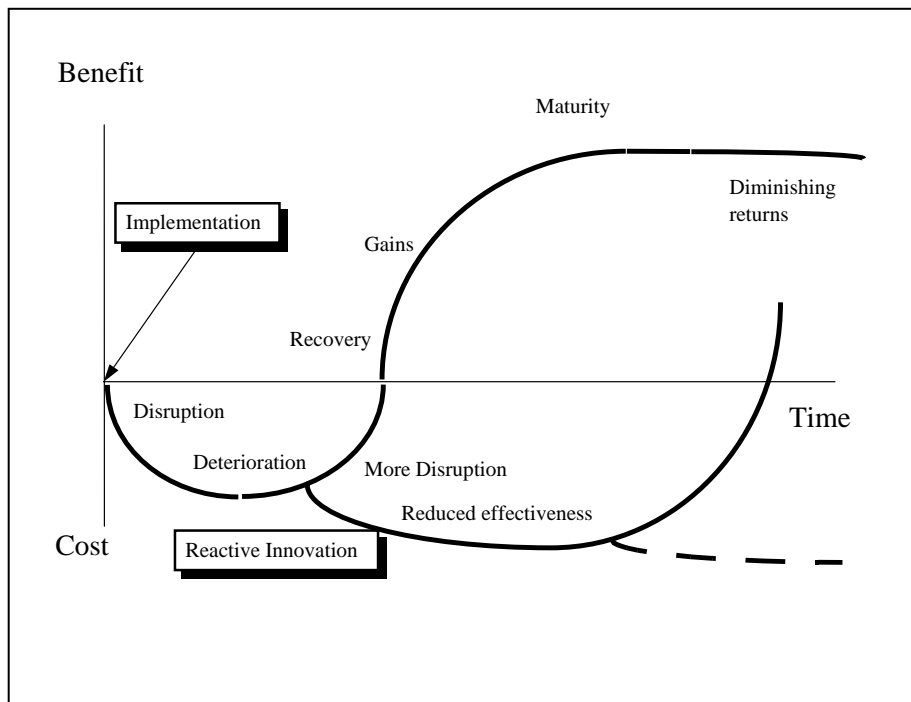 Benefit
Maturity
Diminishing
returns
Implementation
Gains
Recovery
Disruption
Time
Deterioration
More Disruption
Reduced effectiveness
Cost
Reactive Innovation